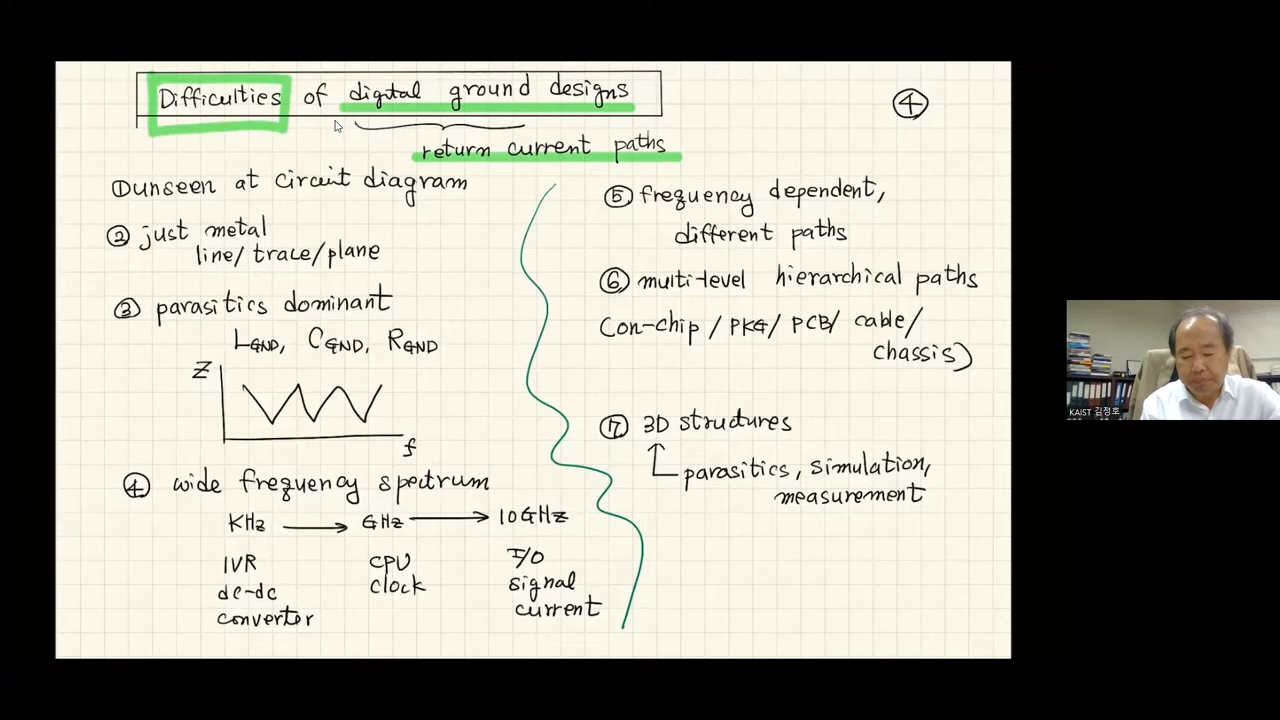 Difficulties of digital ground designs
④
return current paths
① unseen at circuit diagram
② just metal
line/ trace/plane
③ parasitics dominant
LGND, CGND, RGND
Z
f
④ wide frequency spectrum
KHz → GHz → 10GHz
IVR
dc-dc
converter
CPU
clock
I/O
signal
current
⑤ frequency dependent,
different paths
⑥ multi-level hierarchical paths
(on-chip / PKG/ PCB/ cable/
chassis)
⑦ 3D structures
parasitics, simulation,
measurement
KAIST 김정호